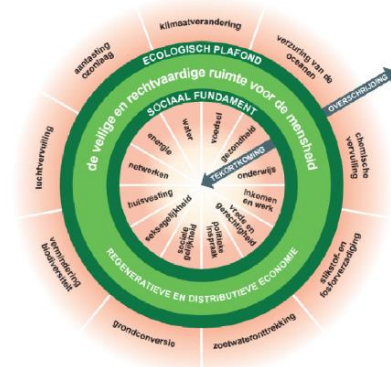 klimaatverandering
verzuring van de
oceanen
chemische
vervuiling
stikstof- en
fosforverzadiging
zoetwateronttrekking
grondconversie
vermindering
biodiversiteit
luchtvervuiling
aantasting
ozonlaag
OVERSCHRIJDING
ECOLOGISCH PLAFOND
de veilige en rechtvaardige ruimte voor de mensheid
SOCIAAL FUNDAMENT
TEKORTKOMING
water
voedsel
gezondheid
onderwijs
inkomen
en werk
vrede en
gerechtigheid
politieke
inspraak
sociale
gelijkheid
seksegelijkheid
huisvesting
netwerken
energie
REGENERATIEVE EN DISTRIBUTIEVE ECONOMIE